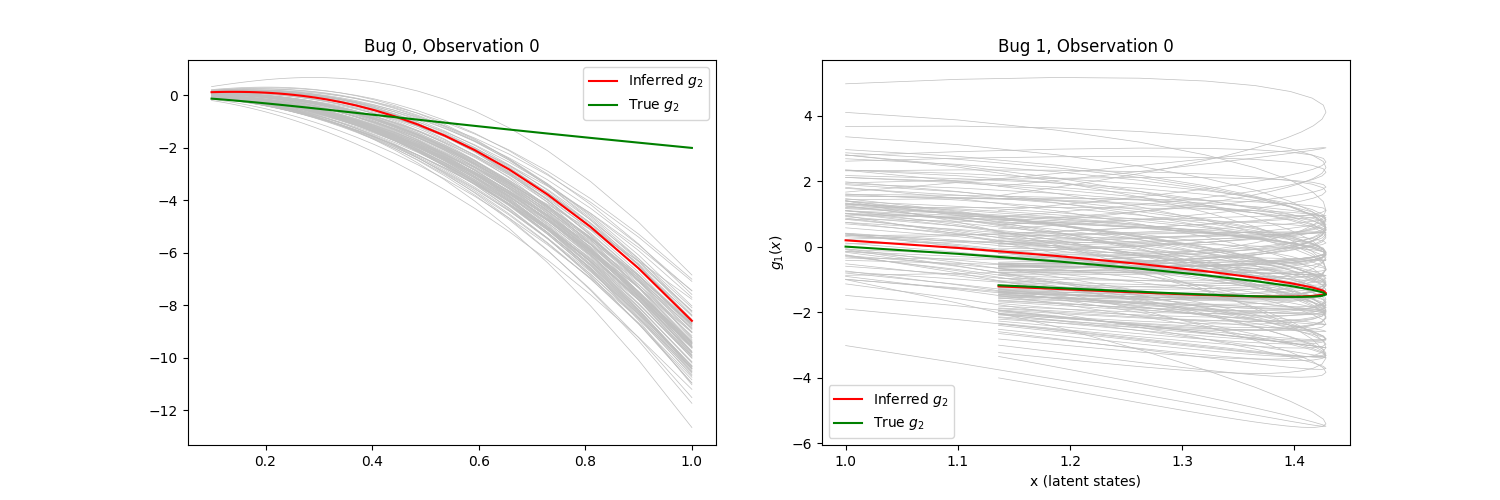 Bug 0, Observation 0
Inferred g₂
True g₂
0
−2
−4
−6
−8
−10
−12
0.2
0.4
0.6
0.8
1.0
Bug 1, Observation 0
g₁(x)
4
2
0
−2
−4
−6
Inferred g₂
True g₂
1.0
1.1
1.2
1.3
1.4
x (latent states)